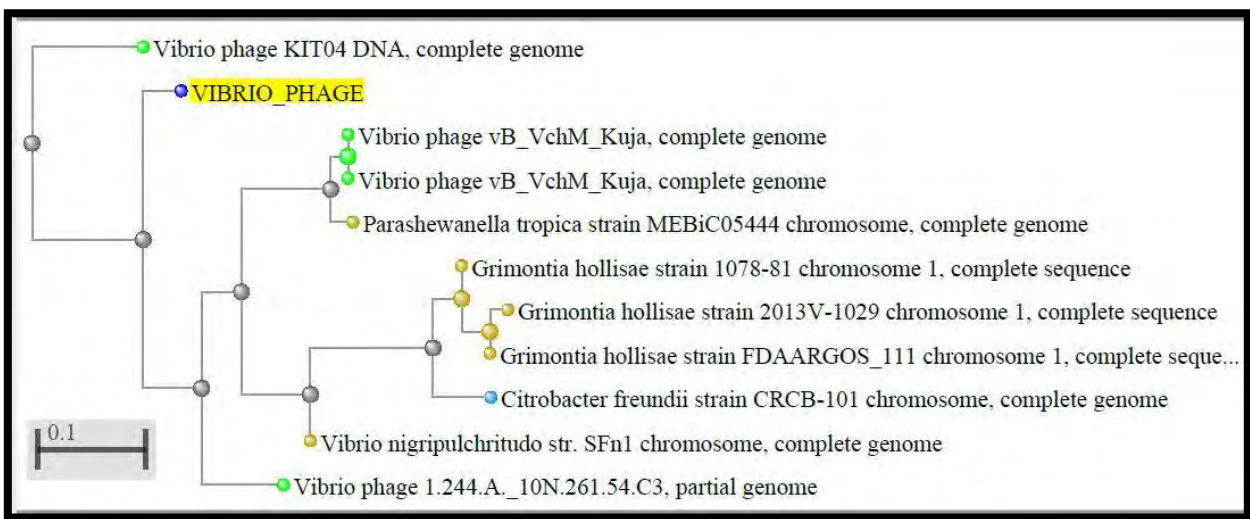 Vibrio phage KIT04 DNA, complete genome
VIBRIO_PHAGE
Vibrio phage vB_VchM_Kuja, complete genome
Vibrio phage vB_VchM_Kuja, complete genome
Parashewanella tropica strain MEBiC05444 chromosome, complete genome
Grimontia hollisae strain 1078-81 chromosome 1, complete sequence
Grimontia hollisae strain 2013V-1029 chromosome 1, complete sequence
Grimontia hollisae strain FDAARGOS_111 chromosome 1, complete seque...
Citrobacter freundii strain CRCB-101 chromosome, complete genome
Vibrio nigripulchritudo str. SFn1 chromosome, complete genome
0.1
Vibrio phage 1.244.A._10N.261.54.C3, partial genome